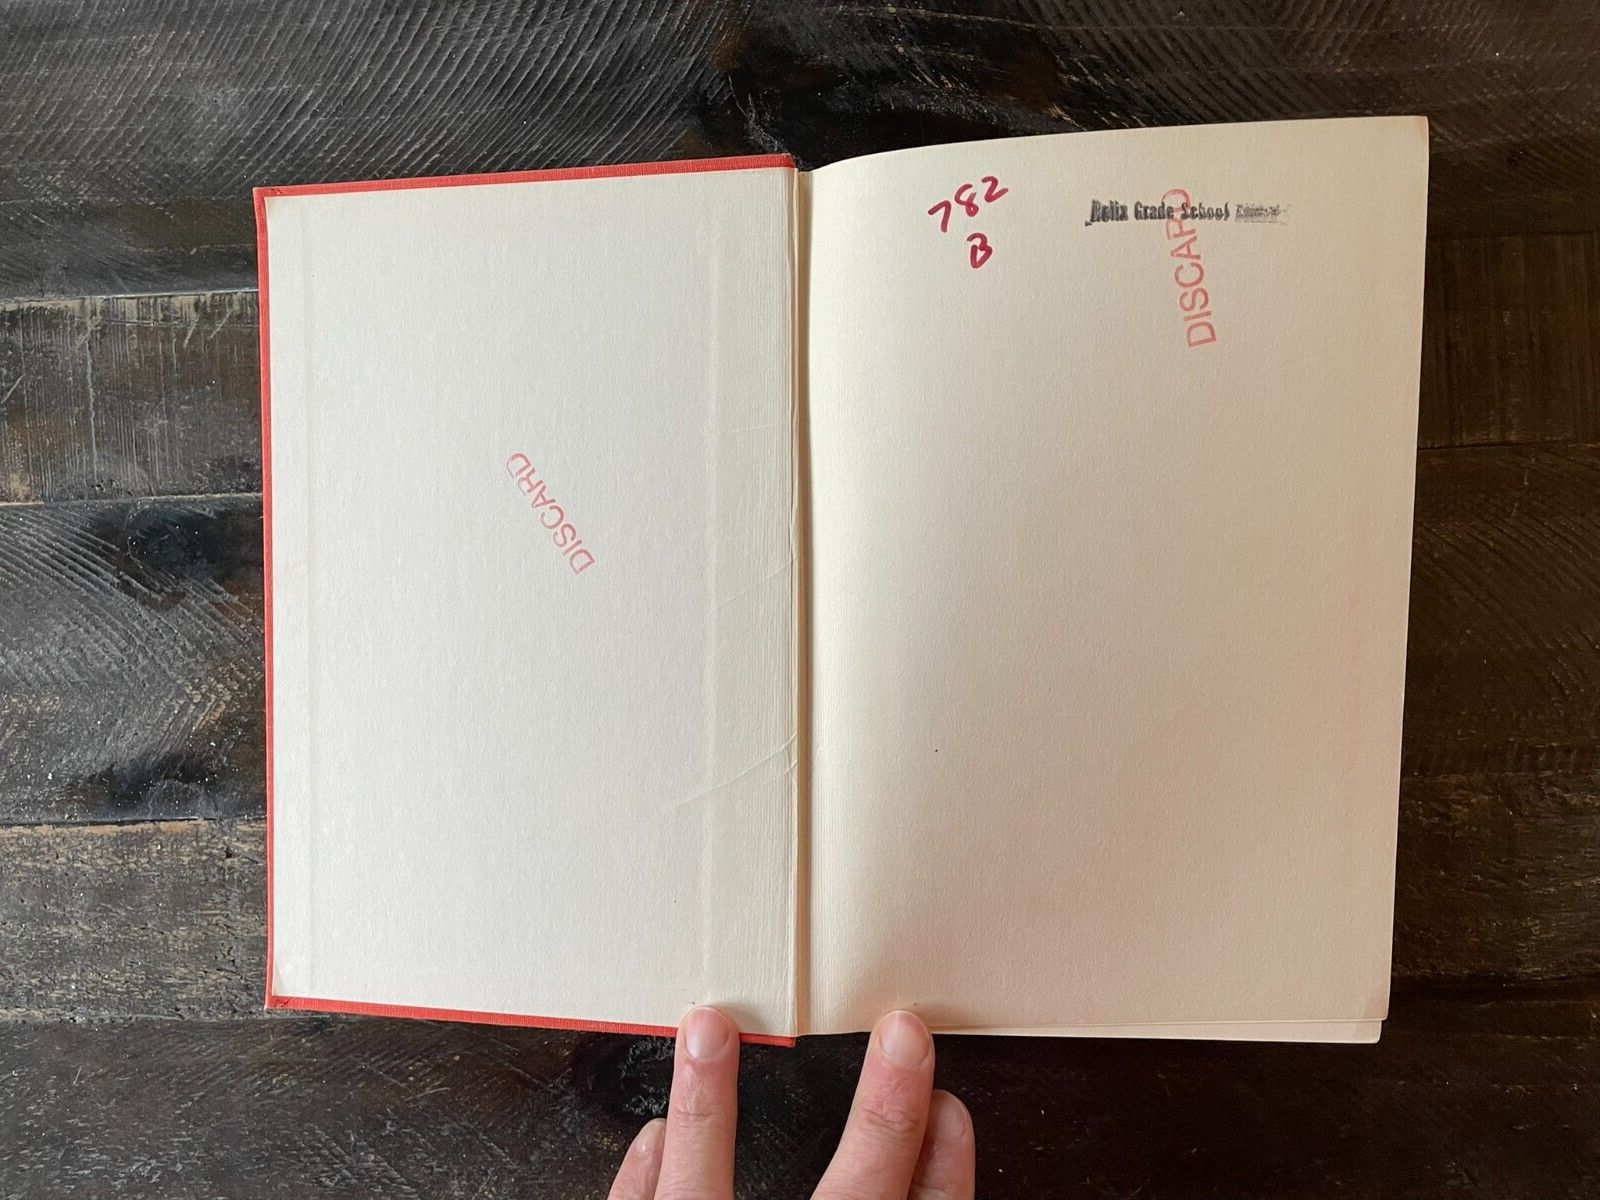 DISCARD
782
B
Helix Grade School
DISCARD